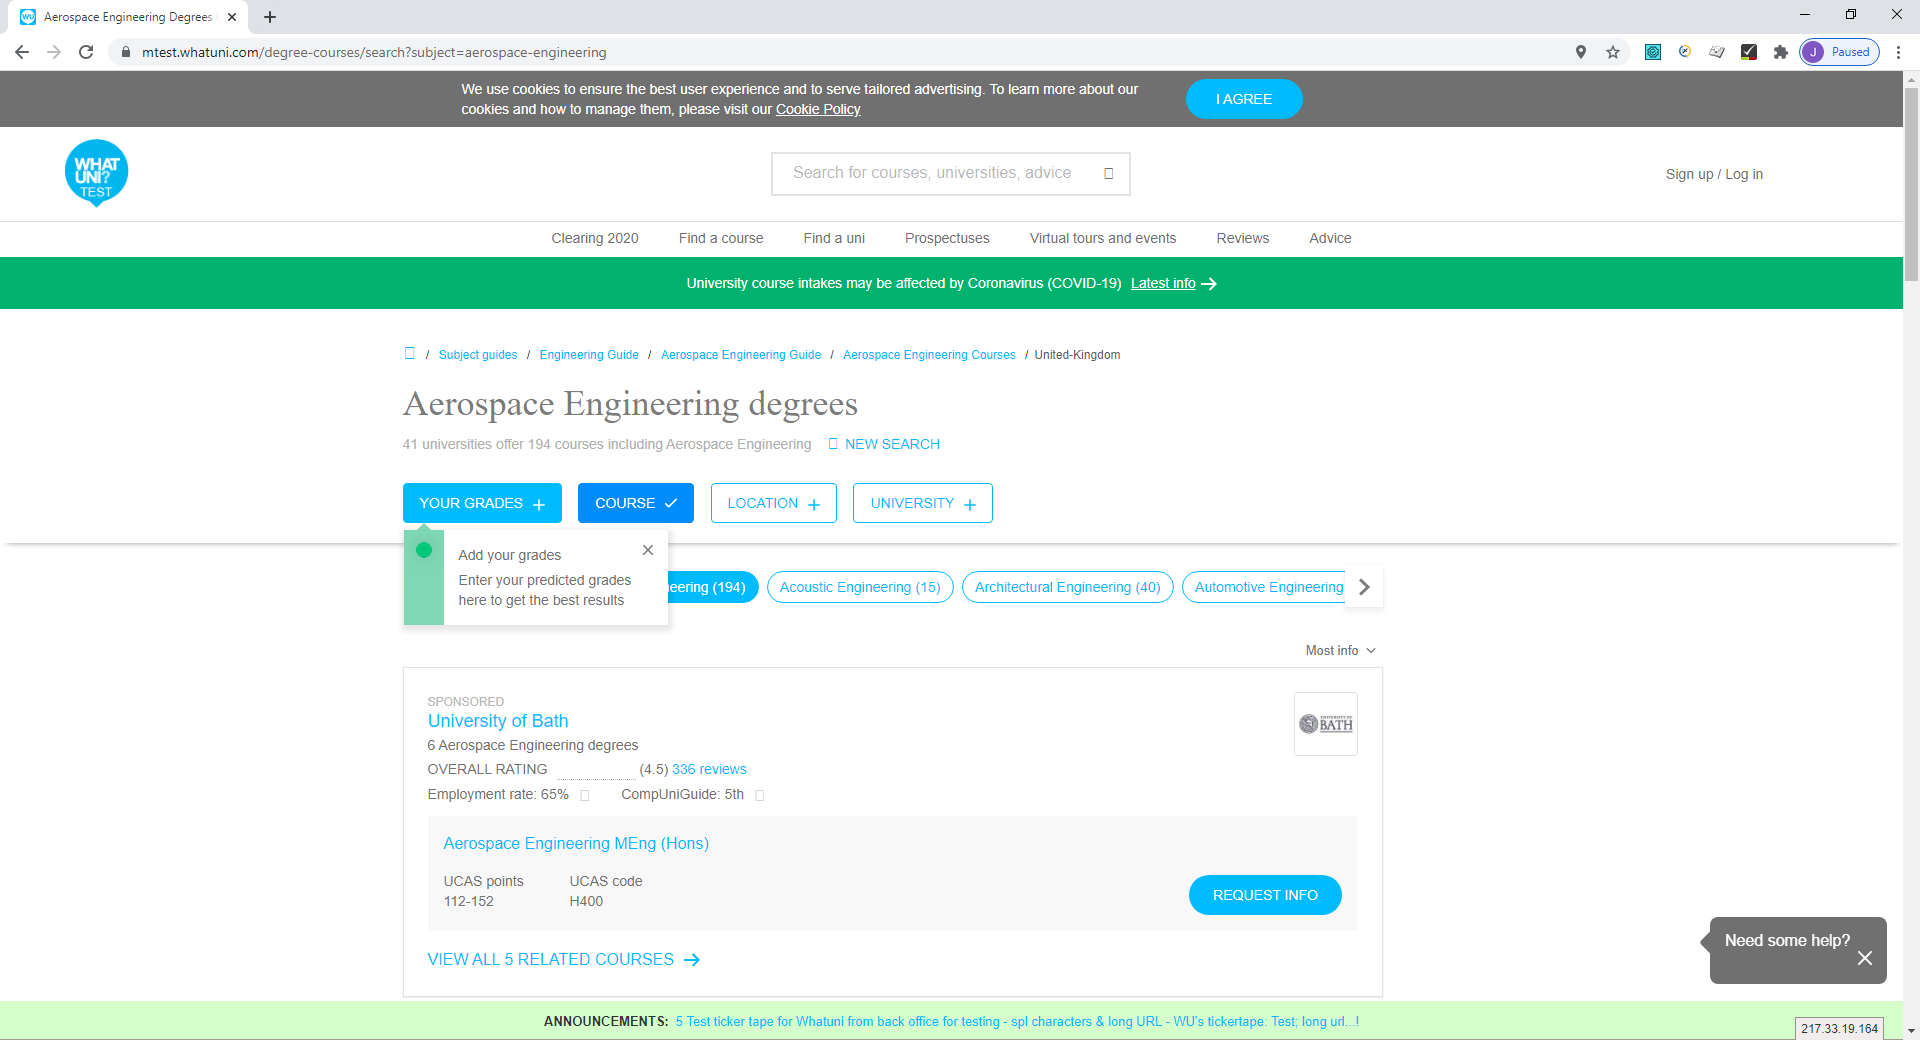 Aerospace Engineering Degrees
mtest.whatuni.com/degree-courses/search?subject=aerospace-engineering
J Paused
We use cookies to ensure the best user experience and to serve tailored advertising. To learn more about our
cookies and how to manage them, please visit our Cookie Policy
I AGREE
WHAT
UNI?
TEST
Search for courses, universities, advice
Sign up / Log in
Clearing 2020 Find a course Find a uni Prospectuses Virtual tours and events Reviews Advice
University course intakes may be affected by Coronavirus (COVID-19) Latest info
/ Subject guides / Engineering Guide / Aerospace Engineering Guide / Aerospace Engineering Courses / United-Kingdom
Aerospace Engineering degrees
41 universities offer 194 courses including Aerospace Engineering NEW SEARCH
YOUR GRADES + COURSE LOCATION + UNIVERSITY +
Add your grades
Enter your predicted grades
here to get the best results
neering (194) Acoustic Engineering (15) Architectural Engineering (40) Automotive Engineering
Most info
SPONSORED
University of Bath
UNIVERSITY OF
BATH
6 Aerospace Engineering degrees
OVERALL RATING (4.5) 336 reviews
Employment rate: 65% CompUniGuide: 5th
Aerospace Engineering MEng (Hons)
UCAS points UCAS code
112-152 H400
REQUEST INFO
VIEW ALL 5 RELATED COURSES
Need some help?
ANNOUNCEMENTS: 5 Test ticker tape for Whatuni from back office for testing - spl characters & long URL - WU's tickertape: Test; long url...!
217.33.19.164